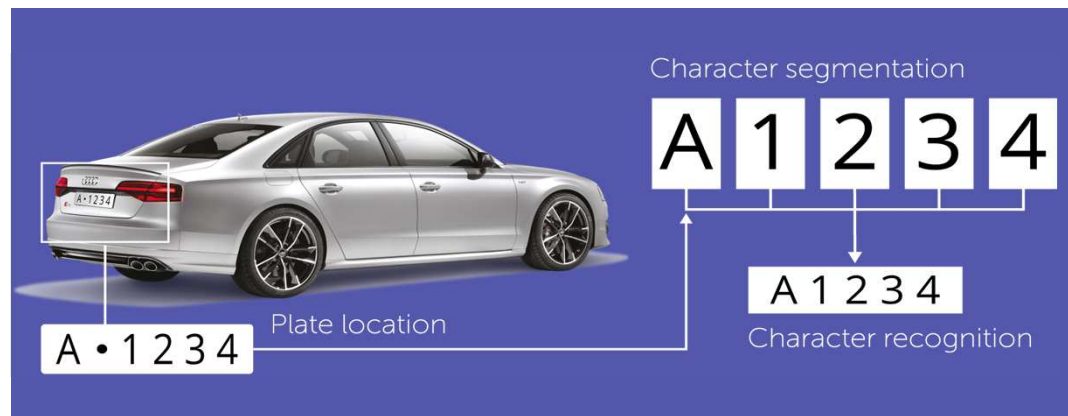 Character segmentation
A 1 2 3 4
A•1234
Plate location
A • 1 2 3 4
A 1 2 3 4
Character recognition